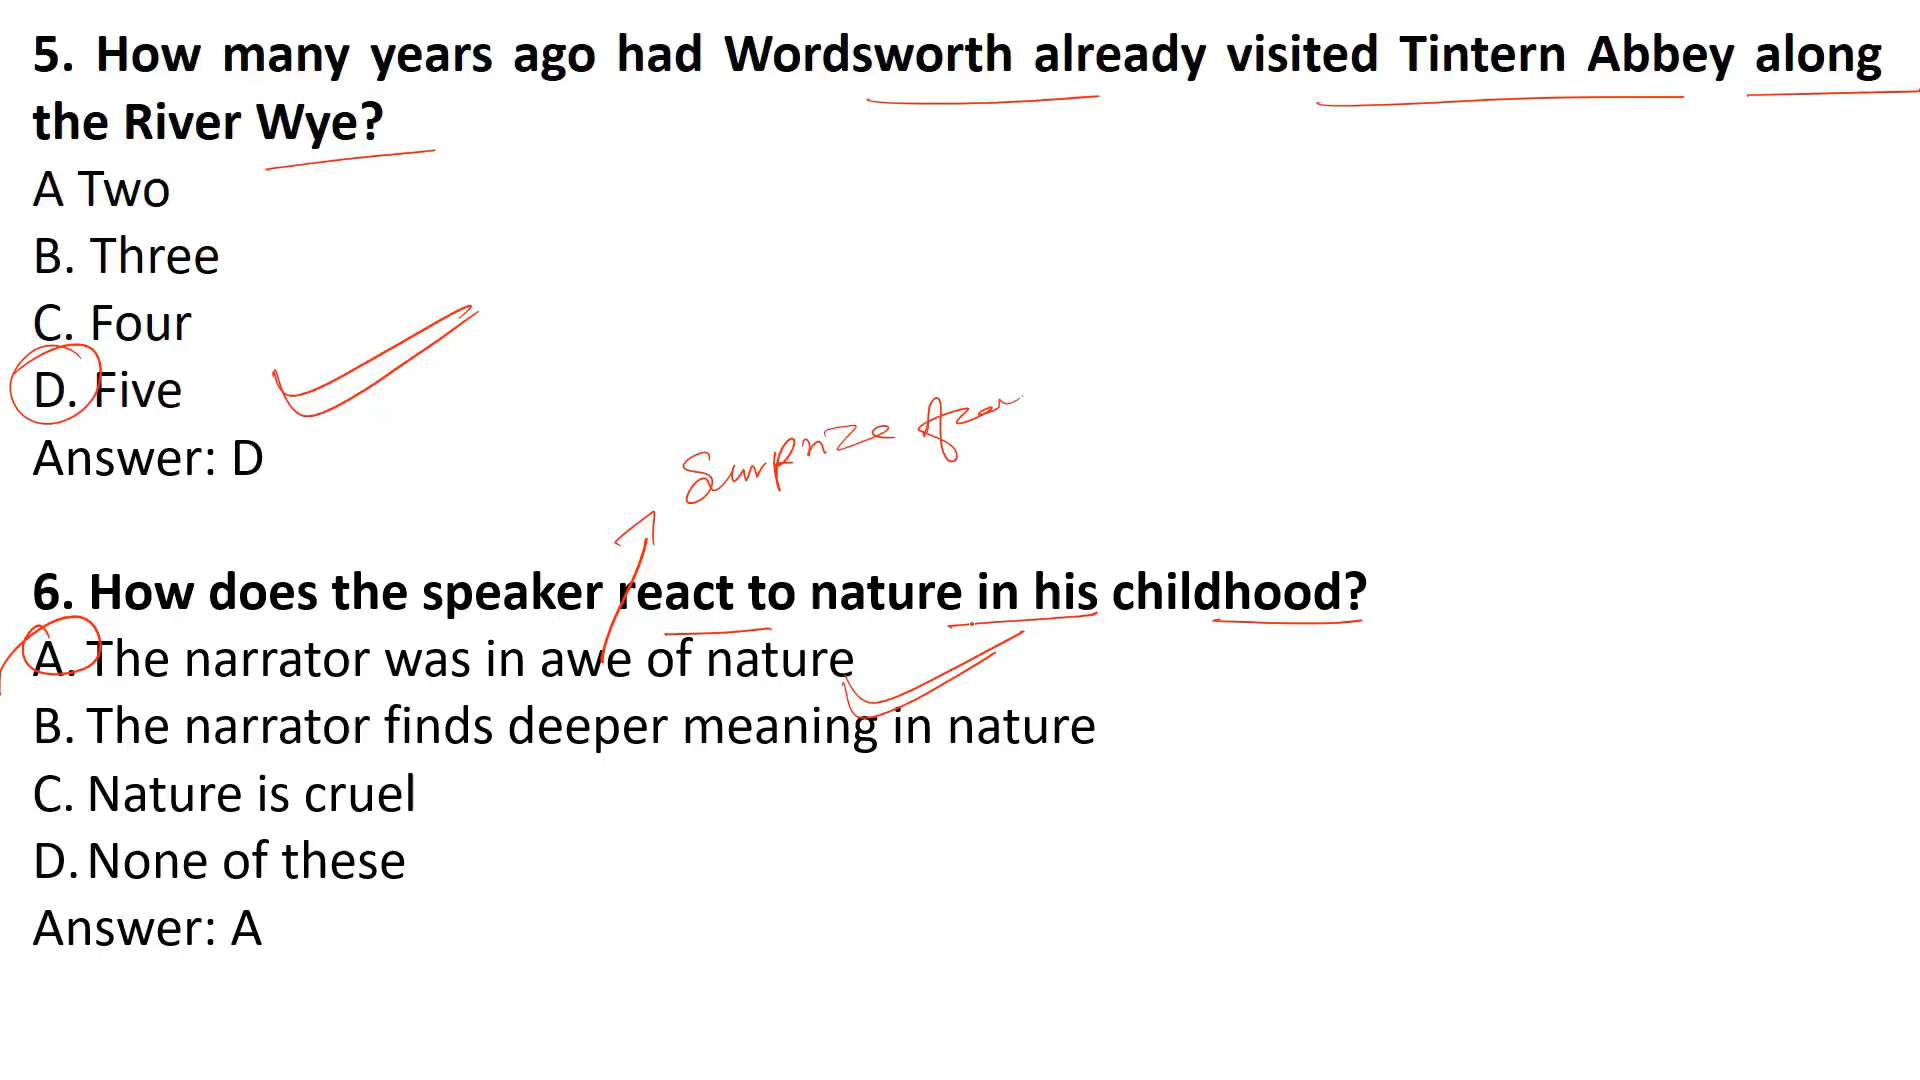 5. How many years ago had Wordsworth already visited Tintern Abbey along
the River Wye?
A Two
B. Three
C. Four
D. Five
Answer: D
Surprize
6. How does the speaker react to nature in his childhood?
A. The narrator was in awe of nature
B. The narrator finds deeper meaning in nature
C. Nature is cruel
D. None of these
Answer: A